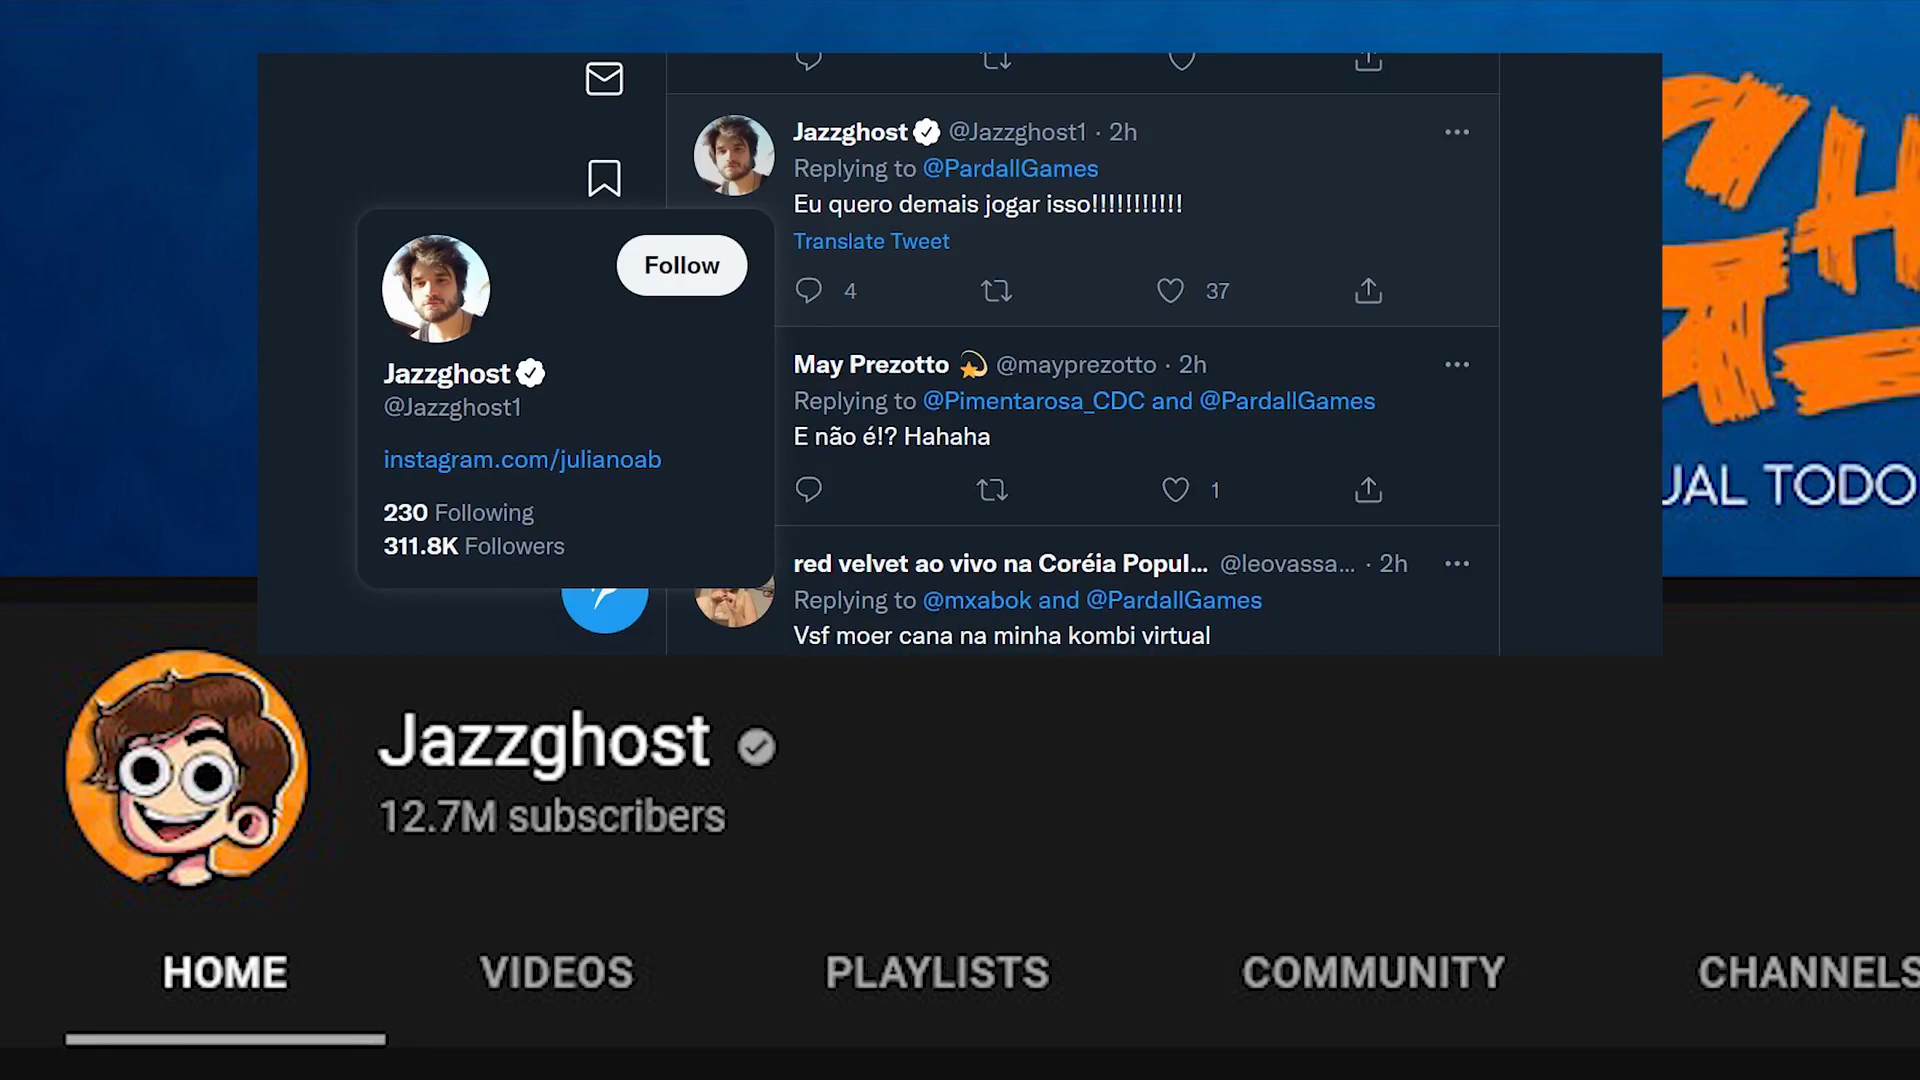 Jazzghost @Jazzghost1 · 2h
Replying to @PardallGames
Eu quero demais jogar isso!!!!!!!!!!!
Translate Tweet
4 37
Follow
Jazzghost
@Jazzghost1
instagram.com/julianoab
230 Following
311.8K Followers
May Prezotto @mayprezotto · 2h
Replying to @Pimentarosa_CDC and @PardallGames
E não é!? Hahaha
1
red velvet ao vivo na Coréia Popul... @leovassa... · 2h
Replying to @mxabok and @PardallGames
Vsf moer cana na minha kombi virtual
UAL TODO
Jazzghost
12.7M subscribers
HOME VIDEOS PLAYLISTS COMMUNITY CHANNELS